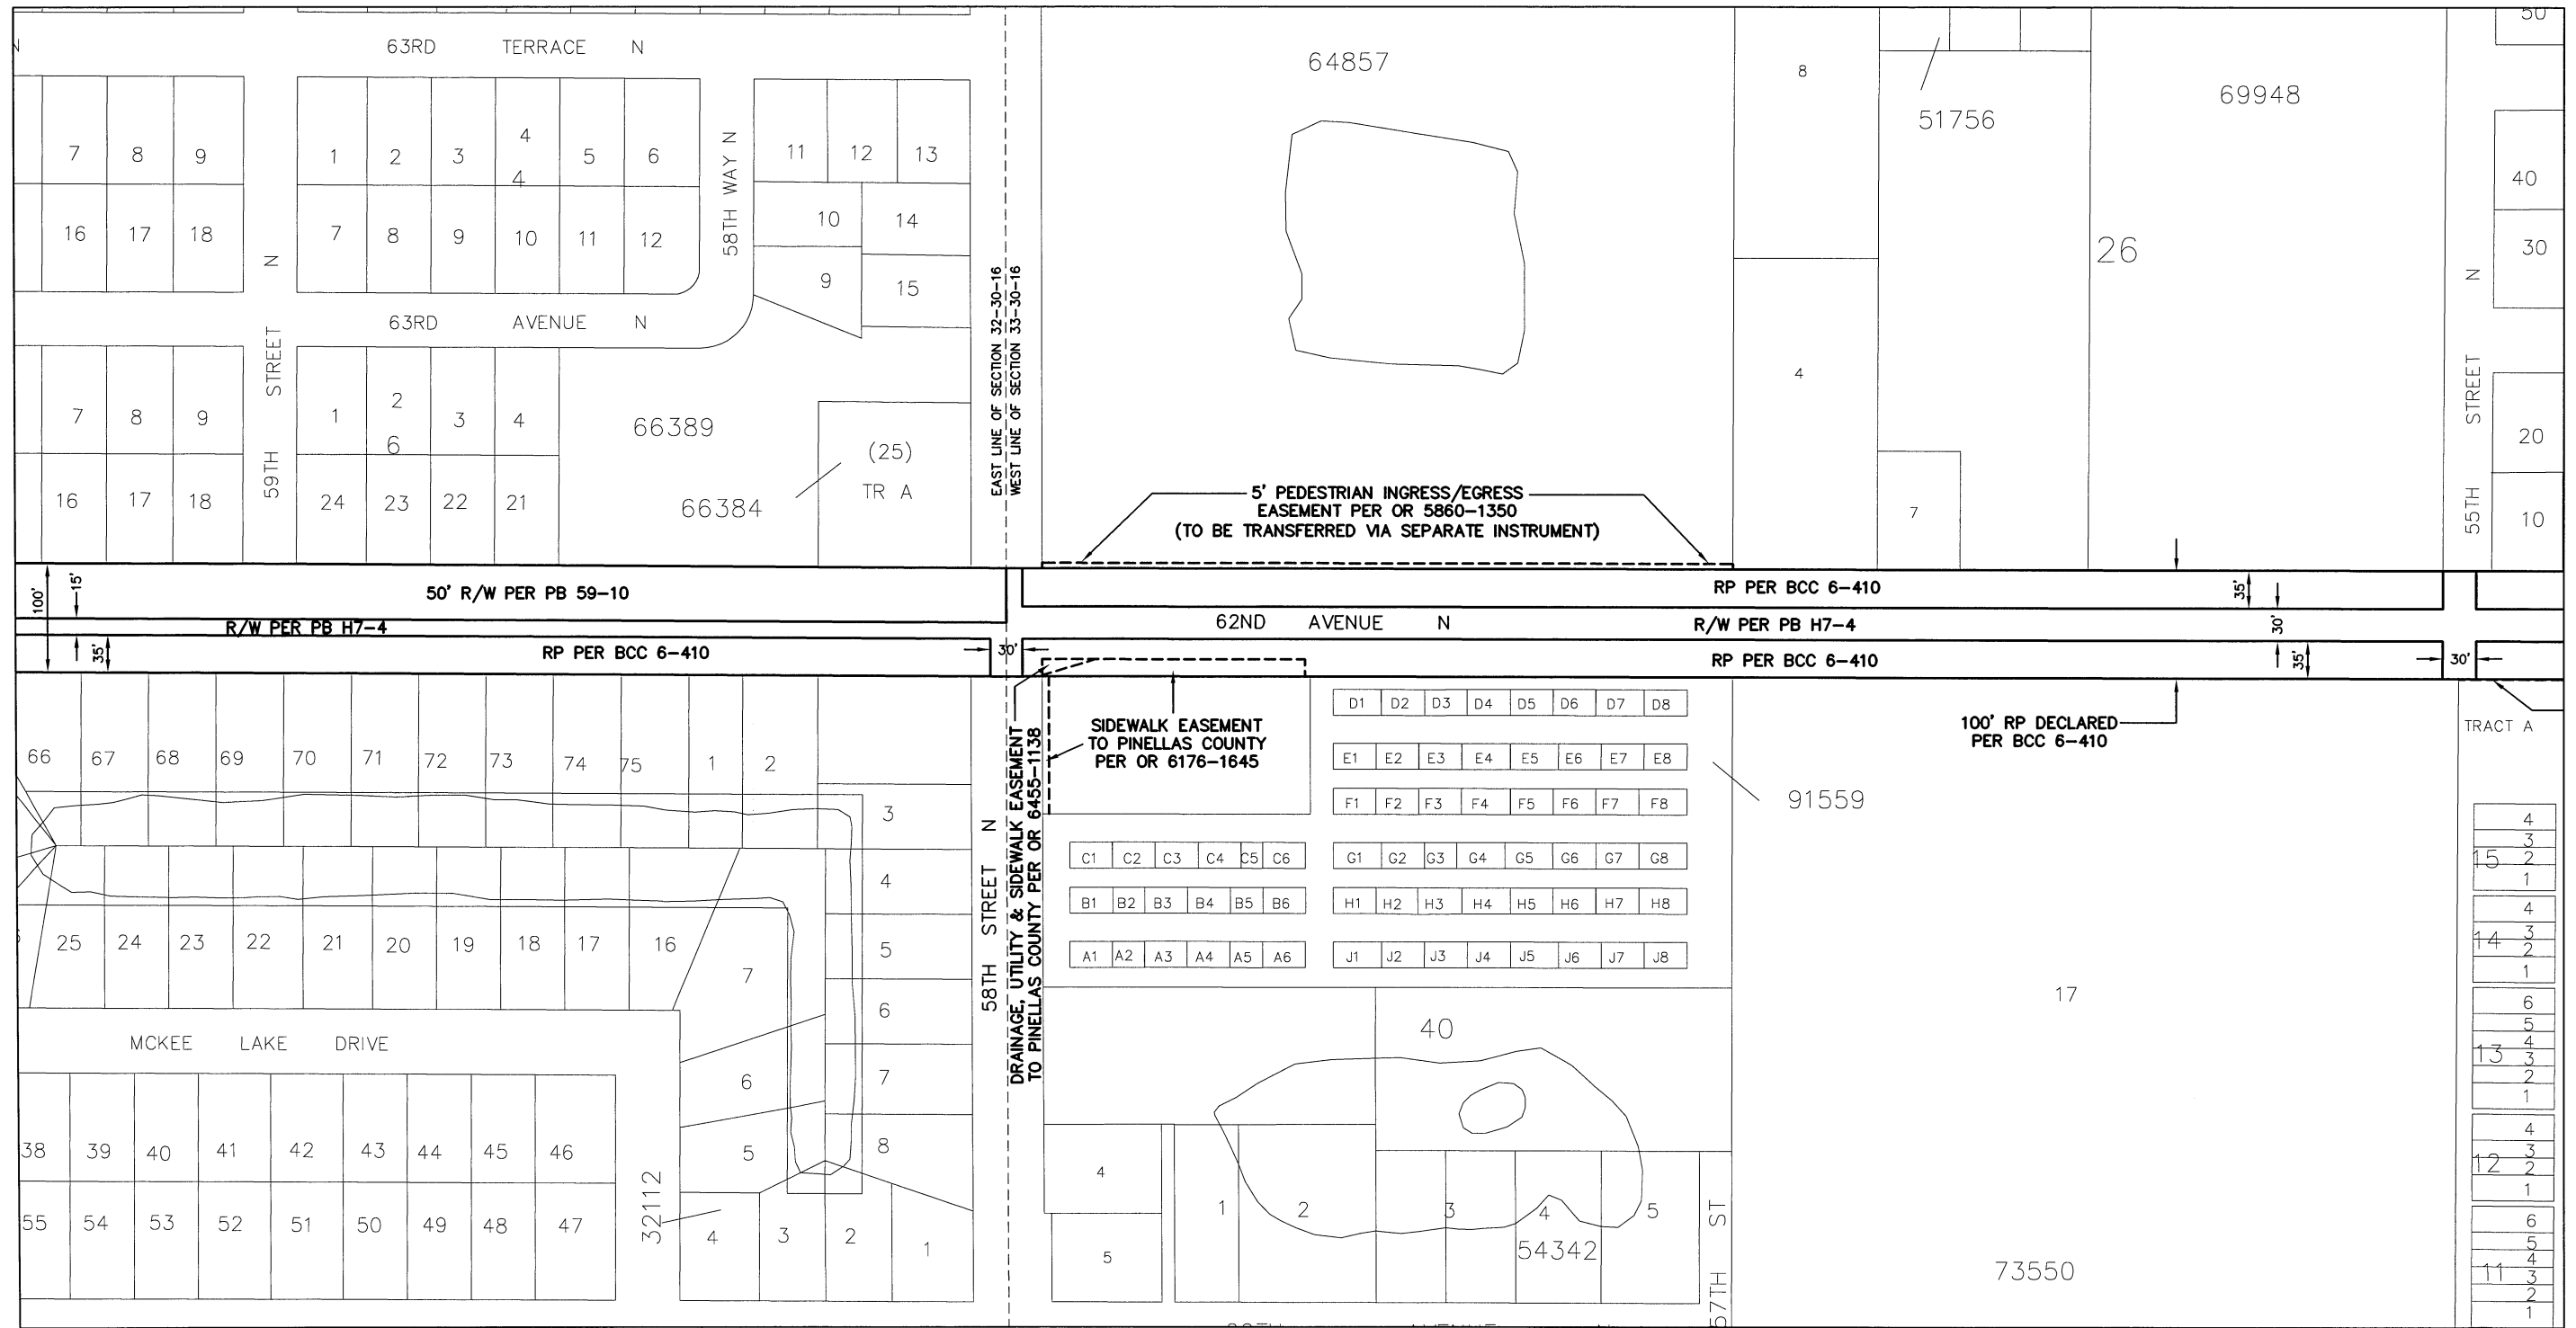 63RD TERRACE N
7 8 9
16 17 18
1 2 3 4 5 6
4
7 8 9 10 11 12
58TH WAY N
11 12 13
10 14
9 15
63RD AVENUE N
59TH STREET N
7 8 9
16 17 18
1 2 3 4
6
24 23 22 21
66389
66384
(25)
TR A
EAST LINE OF SECTION 32-30-16
WEST LINE OF SECTION 33-30-16
64857
8
4
51756
7
69948
26
55TH STREET N
50
40
30
20
10
5' PEDESTRIAN INGRESS/EGRESS
EASEMENT PER OR 5860-1350
(TO BE TRANSFERRED VIA SEPARATE INSTRUMENT)
100'
15'
50' R/W PER PB 59-10
R/W PER PB H7-4
35'
RP PER BCC 6-410
30'
RP PER BCC 6-410
35'
62ND AVENUE N
R/W PER PB H7-4
30'
RP PER BCC 6-410
35'
30'
66 67 68 69 70 71 72 73 74 75 1 2
3
4
5
6
7
8
25 24 23 22 21 20 19 18 17 16
7
6
5
MCKEE LAKE DRIVE
38 39 40 41 42 43 44 45 46
55 54 53 52 51 50 49 48 47
32112
4 3 2 1
58TH STREET N
DRAINAGE, UTILITY & SIDEWALK EASEMENT
TO PINELLAS COUNTY PER OR 6455-1138
SIDEWALK EASEMENT
TO PINELLAS COUNTY
PER OR 6176-1645
D1 D2 D3 D4 D5 D6 D7 D8
E1 E2 E3 E4 E5 E6 E7 E8
F1 F2 F3 F4 F5 F6 F7 F8
C1 C2 C3 C4 C5 C6
G1 G2 G3 G4 G5 G6 G7 G8
B1 B2 B3 B4 B5 B6
H1 H2 H3 H4 H5 H6 H7 H8
A1 A2 A3 A4 A5 A6
J1 J2 J3 J4 J5 J6 J7 J8
91559
100' RP DECLARED
PER BCC 6-410
TRACT A
40
4
5
1 2 3 4 5
54342
57TH ST
17
73550
4
3
15 2
1
4
3
14 2
1
6
5
4
13 3
2
1
4
3
12 2
1
6
5
4
11 3
2
1